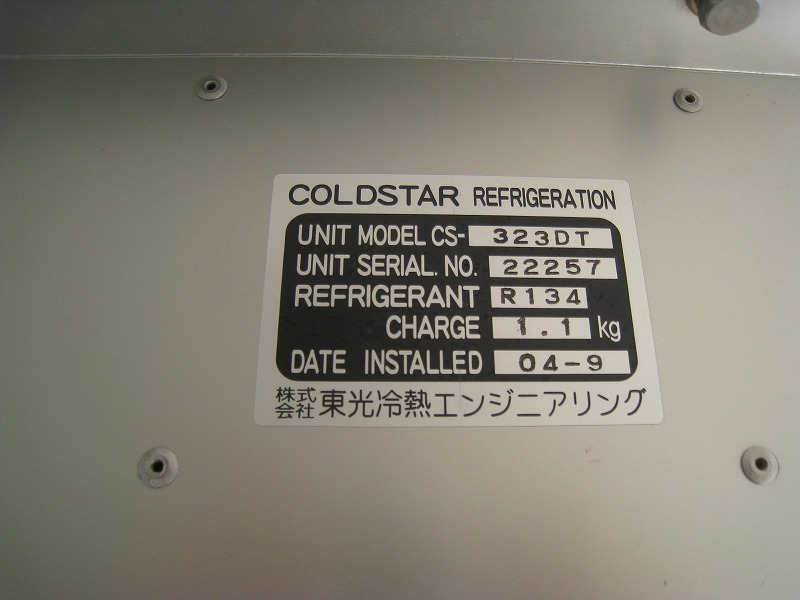 COLDSTAR REFRIGERATION
UNIT MODEL CS- 323DT
UNIT SERIAL. NO. 22257
REFRIGERANT R134
CHARGE 1.1 kg
DATE INSTALLED 04-9
株式会社 東光冷熱エンジニアリング